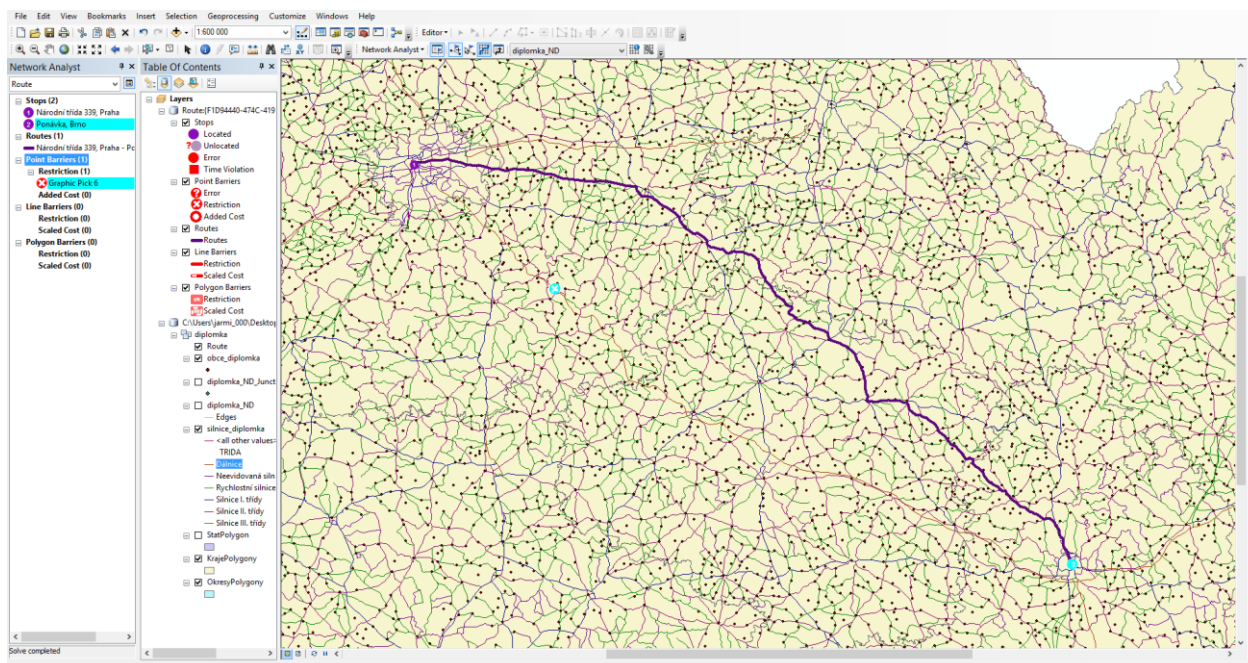 File Edit View Bookmarks Insert Selection Geoprocessing Customize Windows Help
1:600 000 Editor
Network Analyst diplomka_ND
Network Analyst
Route
Stops (2)
1 Národní třída 339, Praha
2 Ponávka, Brno
Routes (1)
Národní třída 339, Praha - Po
Point Barriers (1)
Restriction (1)
Graphic Pick 6
Added Cost (0)
Line Barriers (0)
Restriction (0)
Scaled Cost (0)
Polygon Barriers (0)
Restriction (0)
Scaled Cost (0)
Solve completed
Table Of Contents
Layers
Route:{F1D94440-474C-419
Stops
Located
? Unlocated
Error
Time Violation
Point Barriers
? Error
Restriction
Added Cost
Routes
Routes
Line Barriers
Restriction
Scaled Cost
Polygon Barriers
Restriction
Scaled Cost
C:\Users\jarmi_000\Desktop
diplomka
Route
obce_diplomka
diplomka_ND_Junct
diplomka_ND
Edges
silnice_diplomka
<all other values>
TRIDA
Dálnice
Neevidovaná siln
Rychlostní silnice
Silnice I. třídy
Silnice II. třídy
Silnice III. třídy
StatPolygon
KrajePolygony
OkresyPolygony